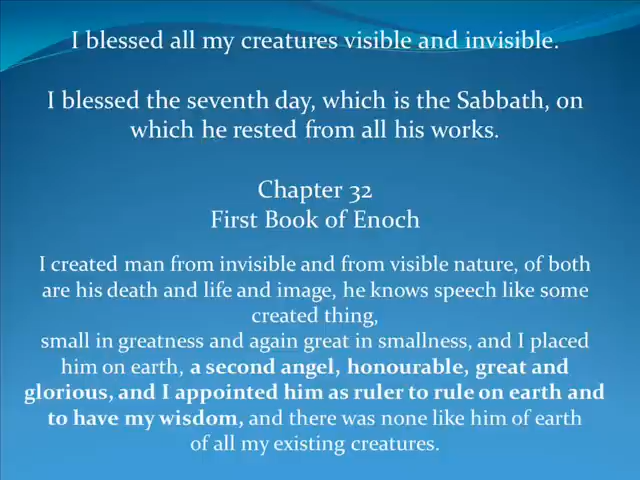 I blessed all my creatures visible and invisible.
I blessed the seventh day, which is the Sabbath, on
which he rested from all his works.
Chapter 32
First Book of Enoch
I created man from invisible and from visible nature, of both
are his death and life and image, he knows speech like some
created thing,
small in greatness and again great in smallness, and I placed
him on earth, a second angel, honourable, great and
glorious, and I appointed him as ruler to rule on earth and
to have my wisdom, and there was none like him of earth
of all my existing creatures.